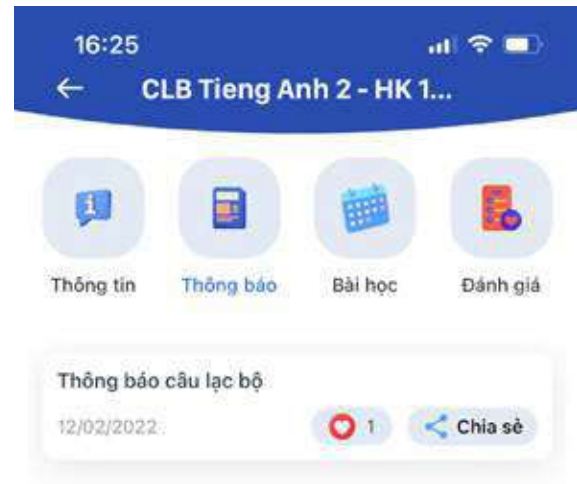 16:25
CLB Tieng Anh 2 - HK 1...
Thông tin
Thông báo
Bài học
Đánh giá
Thông báo câu lạc bộ
12/02/2022
1
Chia sẻ